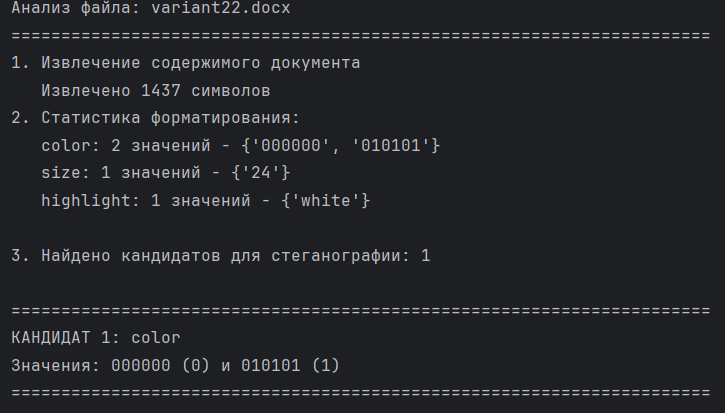 Анализ файла: variant22.docx
======================================================================
1. Извлечение содержимого документа
Извлечено 1437 символов
2. Статистика форматирования:
color: 2 значений - {'000000', '010101'}
size: 1 значений - {'24'}
highlight: 1 значений - {'white'}
3. Найдено кандидатов для стеганографии: 1
======================================================================
КАНДИДАТ 1: color
Значения: 000000 (0) и 010101 (1)
======================================================================